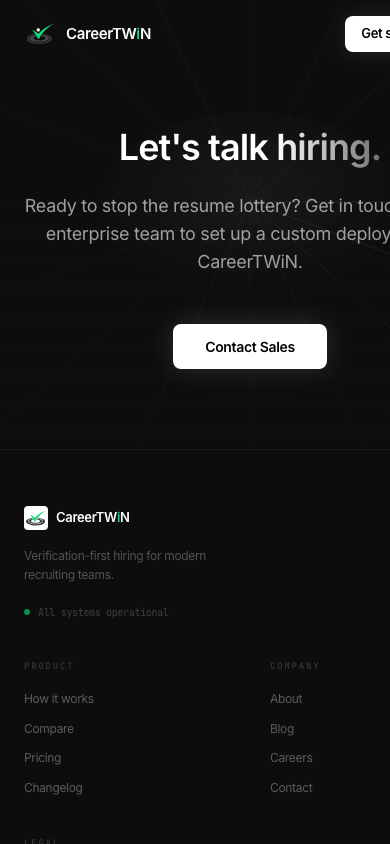 CareerTWiN
Get s
Let's talk hiring.
Ready to stop the resume lottery? Get in touc
enterprise team to set up a custom deploy
CareerTWiN.
Contact Sales
CareerTWiN
Verification-first hiring for modern
recruiting teams.
All systems operational
PRODUCT
How it works
Compare
Pricing
Changelog
COMPANY
About
Blog
Careers
Contact
LEGAL